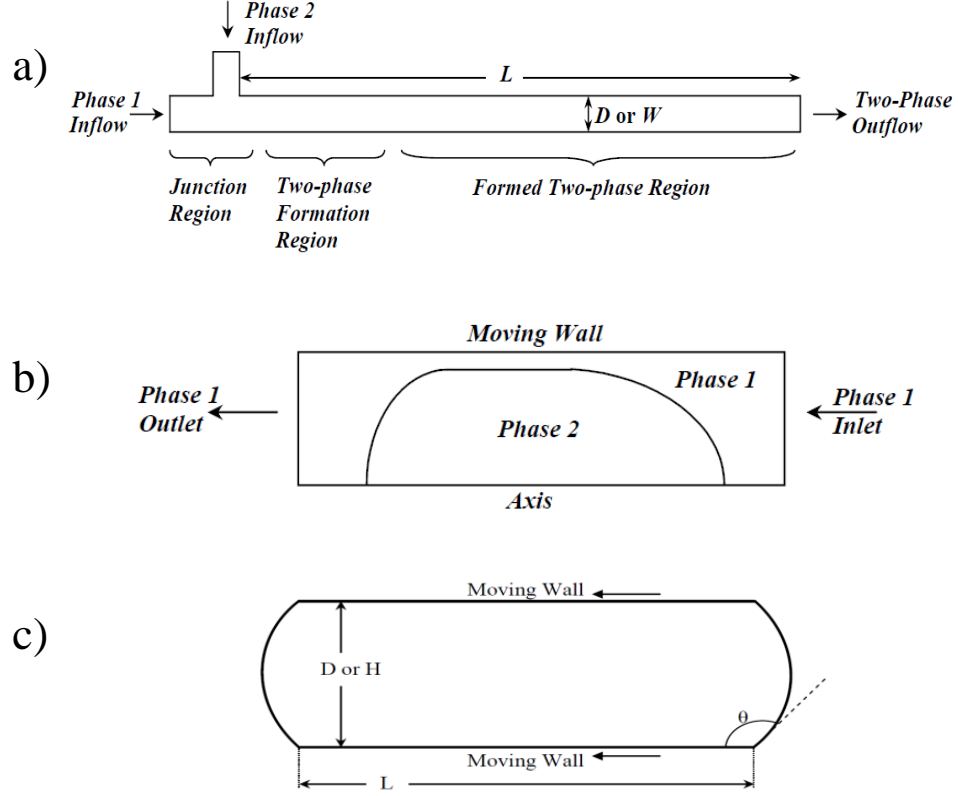 a)
Phase 2
Inflow
L
Phase 1
Inflow
D or W
Two-Phase
Outflow
Junction
Region
Two-phase
Formation
Region
Formed Two-phase Region
b)
Moving Wall
Phase 1
Outlet
Phase 1
Phase 2
Phase 1
Inlet
Axis
c)
Moving Wall
D or H
θ
Moving Wall
L